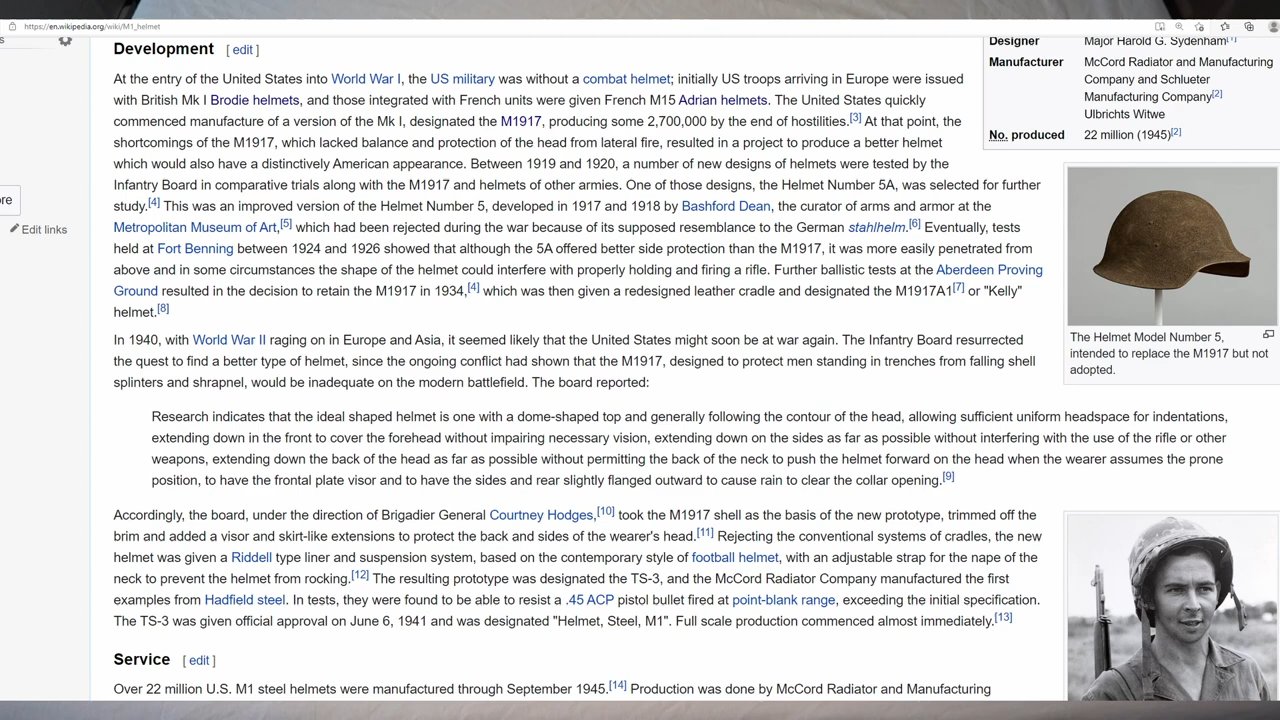 https://en.wikipedia.org/wiki/M1_helmet
Development [ edit ]
At the entry of the United States into World War I, the US military was without a combat helmet; initially US troops arriving in Europe were issued
with British Mk I Brodie helmets, and those integrated with French units were given French M15 Adrian helmets. The United States quickly
commenced manufacture of a version of the Mk I, designated the M1917, producing some 2,700,000 by the end of hostilities.[3] At that point, the
shortcomings of the M1917, which lacked balance and protection of the head from lateral fire, resulted in a project to produce a better helmet
which would also have a distinctively American appearance. Between 1919 and 1920, a number of new designs of helmets were tested by the
Infantry Board in comparative trials along with the M1917 and helmets of other armies. One of those designs, the Helmet Number 5A, was selected for further
study.[4] This was an improved version of the Helmet Number 5, developed in 1917 and 1918 by Bashford Dean, the curator of arms and armor at the
Metropolitan Museum of Art,[5] which had been rejected during the war because of its supposed resemblance to the German stahlhelm.[6] Eventually, tests
held at Fort Benning between 1924 and 1926 showed that although the 5A offered better side protection than the M1917, it was more easily penetrated from
above and in some circumstances the shape of the helmet could interfere with properly holding and firing a rifle. Further ballistic tests at the Aberdeen Proving
Ground resulted in the decision to retain the M1917 in 1934,[4] which was then given a redesigned leather cradle and designated the M1917A1[7] or "Kelly"
helmet.[8]
In 1940, with World War II raging on in Europe and Asia, it seemed likely that the United States might soon be at war again. The Infantry Board resurrected
the quest to find a better type of helmet, since the ongoing conflict had shown that the M1917, designed to protect men standing in trenches from falling shell
splinters and shrapnel, would be inadequate on the modern battlefield. The board reported:
Research indicates that the ideal shaped helmet is one with a dome-shaped top and generally following the contour of the head, allowing sufficient uniform headspace for indentations,
extending down in the front to cover the forehead without impairing necessary vision, extending down on the sides as far as possible without interfering with the use of the rifle or other
weapons, extending down the back of the head as far as possible without permitting the back of the neck to push the helmet forward on the head when the wearer assumes the prone
position, to have the frontal plate visor and to have the sides and rear slightly flanged outward to cause rain to clear the collar opening.[9]
Accordingly, the board, under the direction of Brigadier General Courtney Hodges,[10] took the M1917 shell as the basis of the new prototype, trimmed off the
brim and added a visor and skirt-like extensions to protect the back and sides of the wearer's head.[11] Rejecting the conventional systems of cradles, the new
helmet was given a Riddell type liner and suspension system, based on the contemporary style of football helmet, with an adjustable strap for the nape of the
neck to prevent the helmet from rocking.[12] The resulting prototype was designated the TS-3, and the McCord Radiator Company manufactured the first
examples from Hadfield steel. In tests, they were found to be able to resist a .45 ACP pistol bullet fired at point-blank range, exceeding the initial specification.
The TS-3 was given official approval on June 6, 1941 and was designated "Helmet, Steel, M1". Full scale production commenced almost immediately.[13]
Service [ edit ]
Over 22 million U.S. M1 steel helmets were manufactured through September 1945.[14] Production was done by McCord Radiator and Manufacturing
Designer Major Harold G. Sydenham[1]
Manufacturer McCord Radiator and Manufacturing
Company and Schlueter
Manufacturing Company[2]
Ulbrichts Witwe
No. produced 22 million (1945)[2]
The Helmet Model Number 5,
intended to replace the M1917 but not
adopted.
s
ore
Edit links